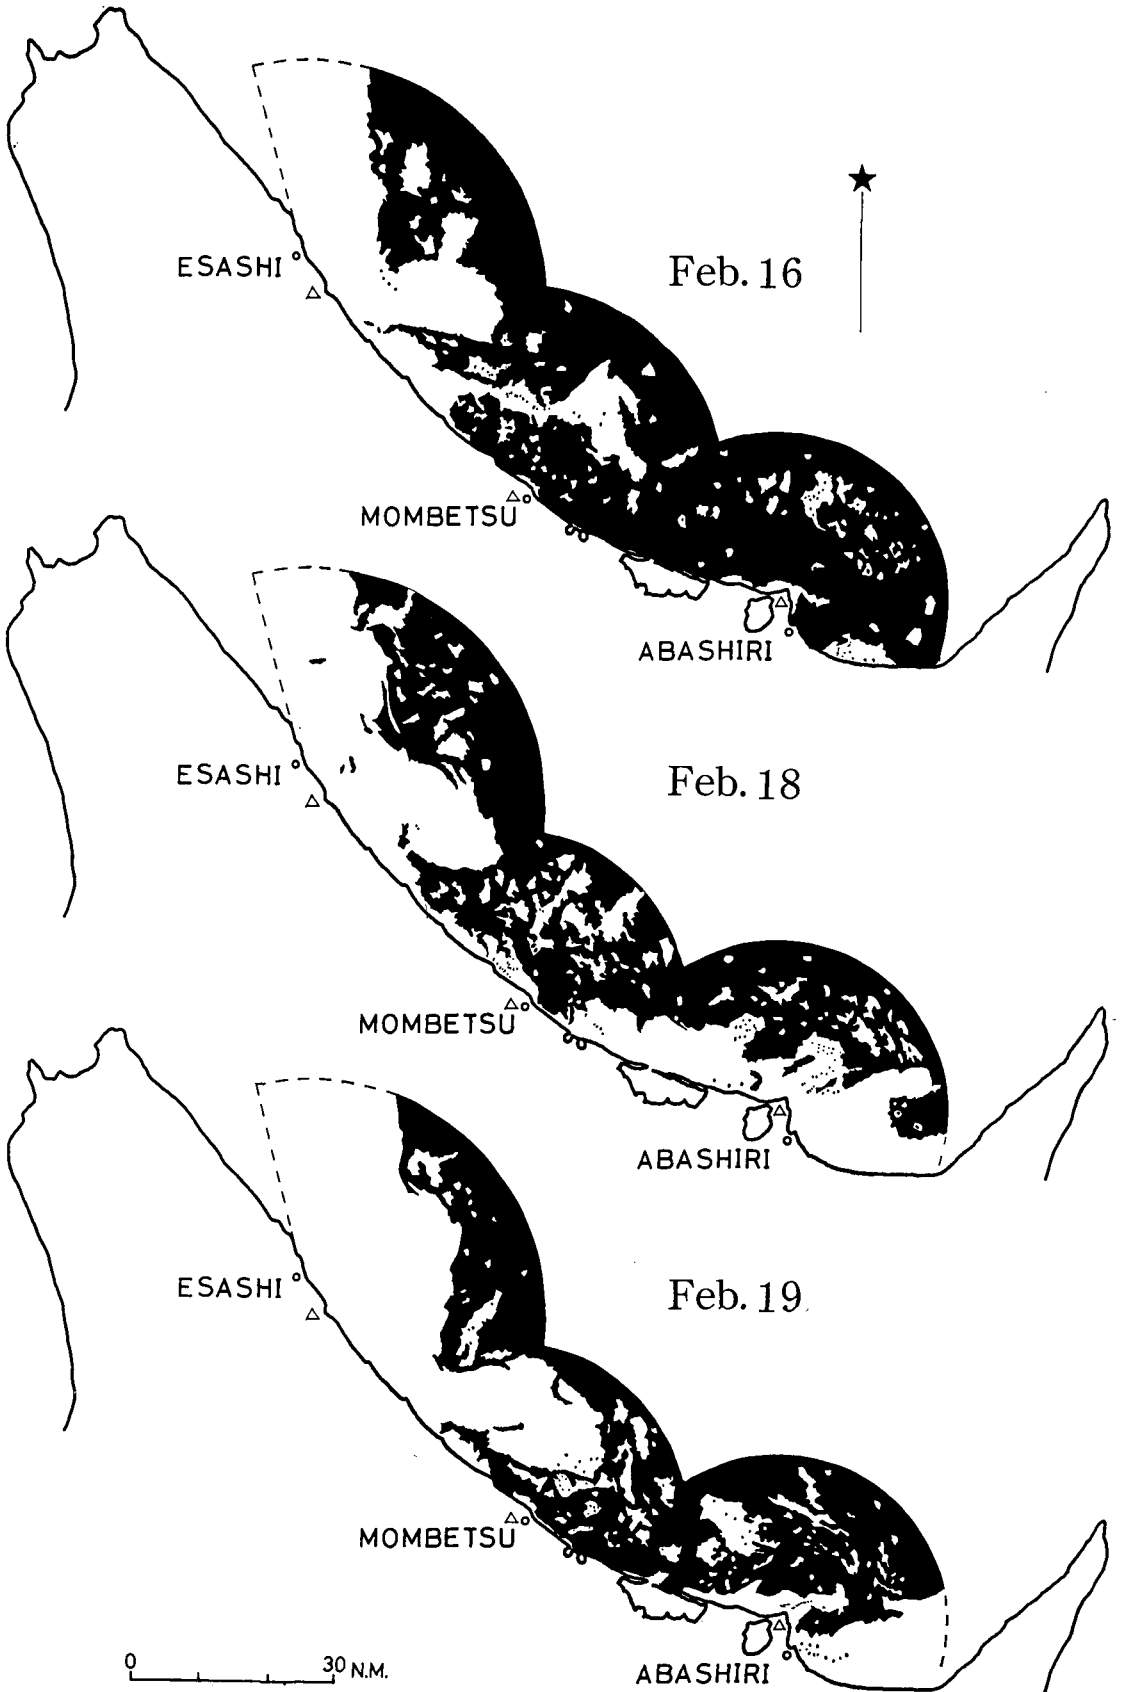 ESASHI
Feb. 16
MOMBETSU
ABASHIRI
ESASHI
Feb. 18
MOMBETSU
ABASHIRI
ESASHI
Feb. 19
MOMBETSU
ABASHIRI
0 30 N.M.